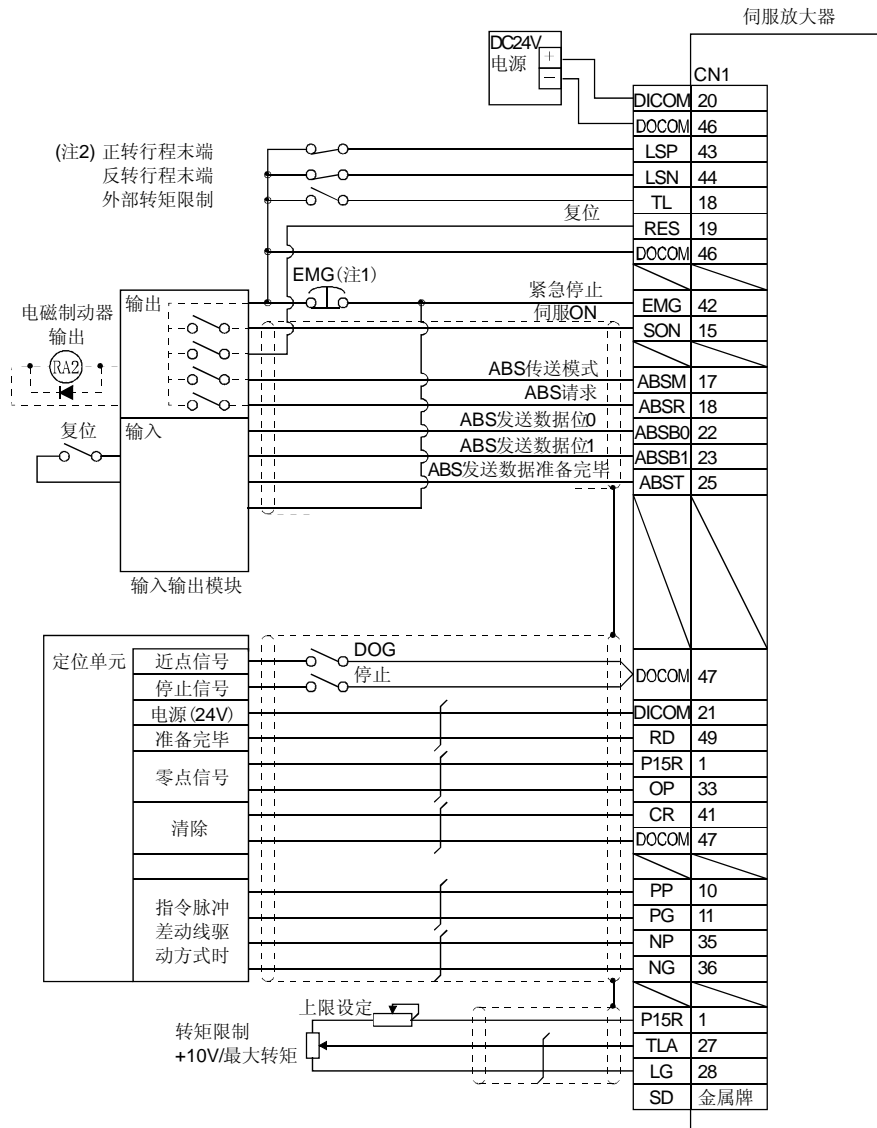 伺服放大器
DC24V
电源
+
−
CN1
DICOM 20
DOCOM 46
(注2) 正转行程末端 LSP 43
反转行程末端 LSN 44
外部转矩限制 TL 18
复位 RES 19
DOCOM 46
EMG(注1)
紧急停止 EMG 42
伺服ON SON 15
电磁制动器
输出
RA2
输出
ABS传送模式 ABSM 17
ABS请求 ABSR 18
复位
输入
ABS发送数据位0 ABSB0 22
ABS发送数据位1 ABSB1 23
ABS发送数据准备完毕 ABST 25
输入输出模块
定位单元
近点信号 DOG
停止信号 停止
DOCOM 47
电源(24V) DICOM 21
准备完毕 RD 49
零点信号
P15R 1
OP 33
清除
CR 41
DOCOM 47
指令脉冲
差动线驱
动方式时
PP 10
PG 11
NP 35
NG 36
上限设定
转矩限制
+10V/最大转矩
P15R 1
TLA 27
LG 28
SD 金属牌